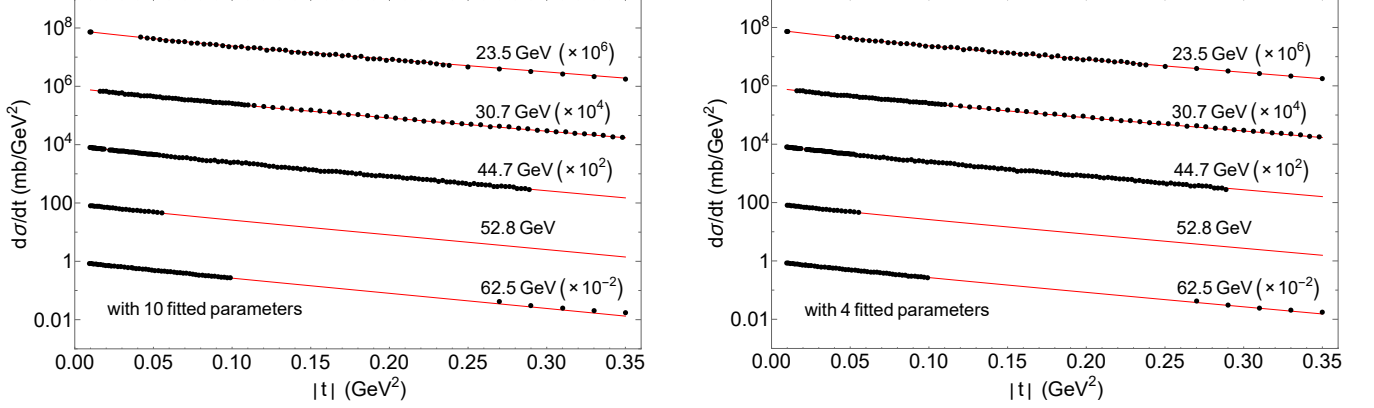 10^8
23.5 GeV (×10^6)
10^6
30.7 GeV (×10^4)
10^4
44.7 GeV (×10^2)
100
52.8 GeV
1
62.5 GeV (×10^−2)
with 10 fitted parameters
0.01
dσ/dt (mb/GeV^2)
0.00 0.05 0.10 0.15 0.20 0.25 0.30 0.35
|t| (GeV^2)
10^8
23.5 GeV (×10^6)
10^6
30.7 GeV (×10^4)
10^4
44.7 GeV (×10^2)
100
52.8 GeV
1
62.5 GeV (×10^−2)
with 4 fitted parameters
0.01
dσ/dt (mb/GeV^2)
0.00 0.05 0.10 0.15 0.20 0.25 0.30 0.35
|t| (GeV^2)